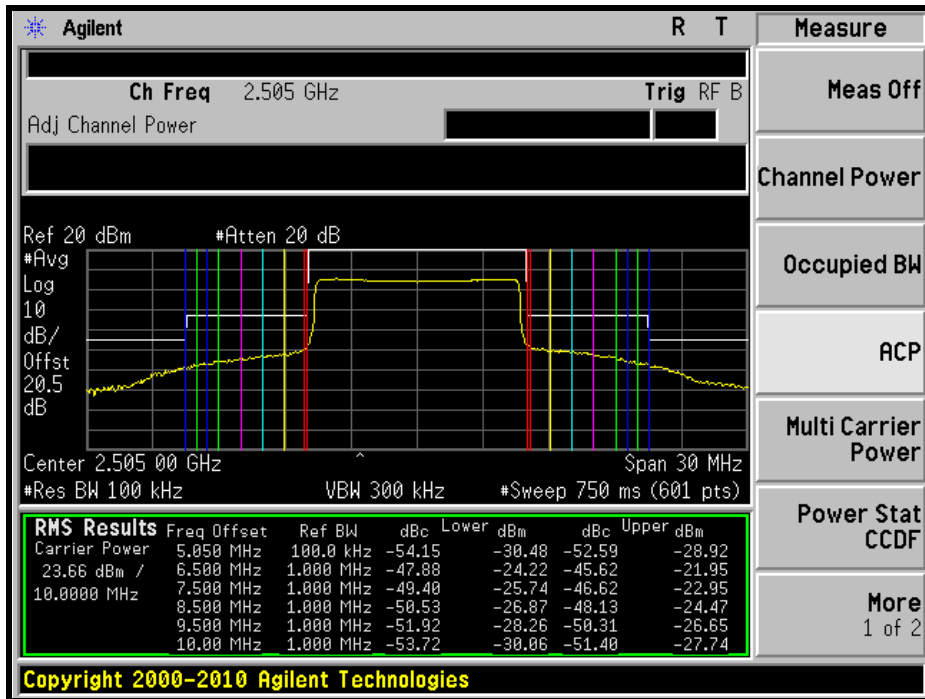 Agilent R T
Ch Freq 2.505 GHz Trig RF B
Adj Channel Power
Ref 20 dBm #Atten 20 dB
#Avg
Log
10
dB/
Offst
20.5
dB
Center 2.505 00 GHz Span 30 MHz
#Res BW 100 kHz VBW 300 kHz #Sweep 750 ms (601 pts)
RMS Results Freq Offset Ref BW dBc Lower dBm dBc Upper dBm
Carrier Power 5.050 MHz 100.0 kHz -54.15 -30.48 -52.59 -28.92
23.66 dBm / 6.500 MHz 1.000 MHz -47.88 -24.22 -45.62 -21.95
10.0000 MHz 7.500 MHz 1.000 MHz -49.40 -25.74 -46.62 -22.95
8.500 MHz 1.000 MHz -50.53 -26.87 -48.13 -24.47
9.500 MHz 1.000 MHz -51.92 -28.26 -50.31 -26.65
10.00 MHz 1.000 MHz -53.72 -30.06 -51.40 -27.74
Copyright 2000-2010 Agilent Technologies
Measure
Meas Off
Channel Power
Occupied BW
ACP
Multi Carrier
Power
Power Stat
CCDF
More
1 of 2